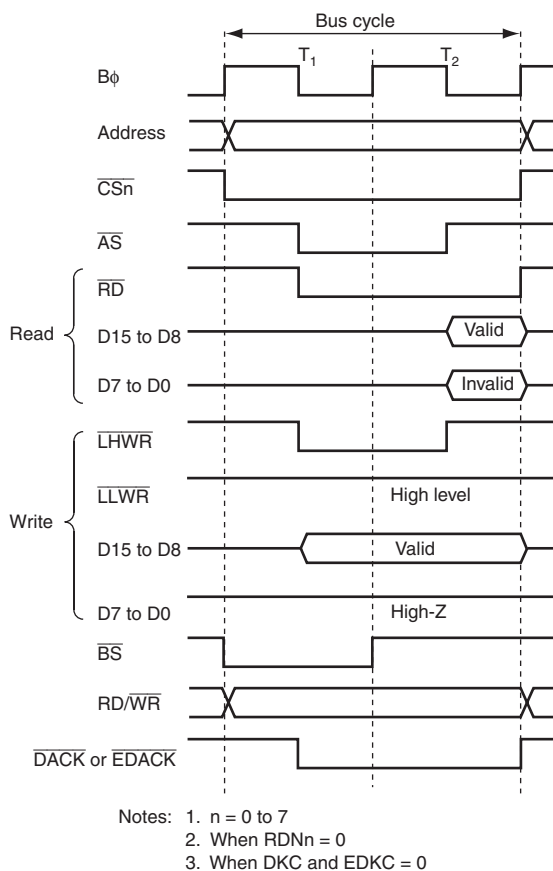 Bus cycle
T1 T2
Bϕ
Address
CSn
AS
RD
Read
D15 to D8 Valid
D7 to D0 Invalid
LHWR
LLWR High level
Write
D15 to D8 Valid
D7 to D0 High-Z
BS
RD/WR
DACK or EDACK
Notes: 1. n = 0 to 7
2. When RDNn = 0
3. When DKC and EDKC = 0